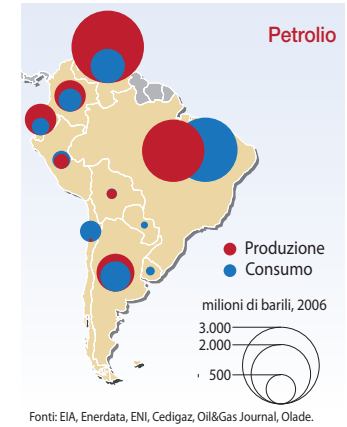 Petrolio
Produzione
Consumo
milioni di barili, 2006
3.000
2.000
500
Fonti: EIA, Enerdata, ENI, Cedigaz, Oil&Gas Journal, Olade.